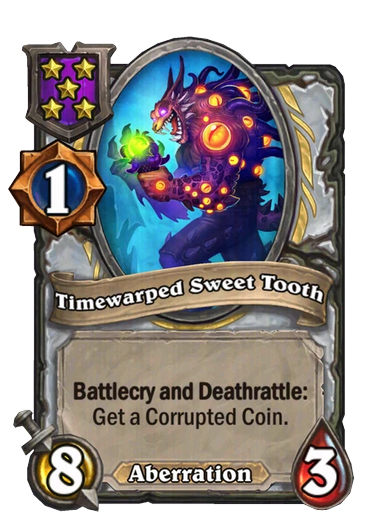 1
Timewarped Sweet Tooth
Battlecry and Deathrattle:
Get a Corrupted Coin.
8
Aberration
3